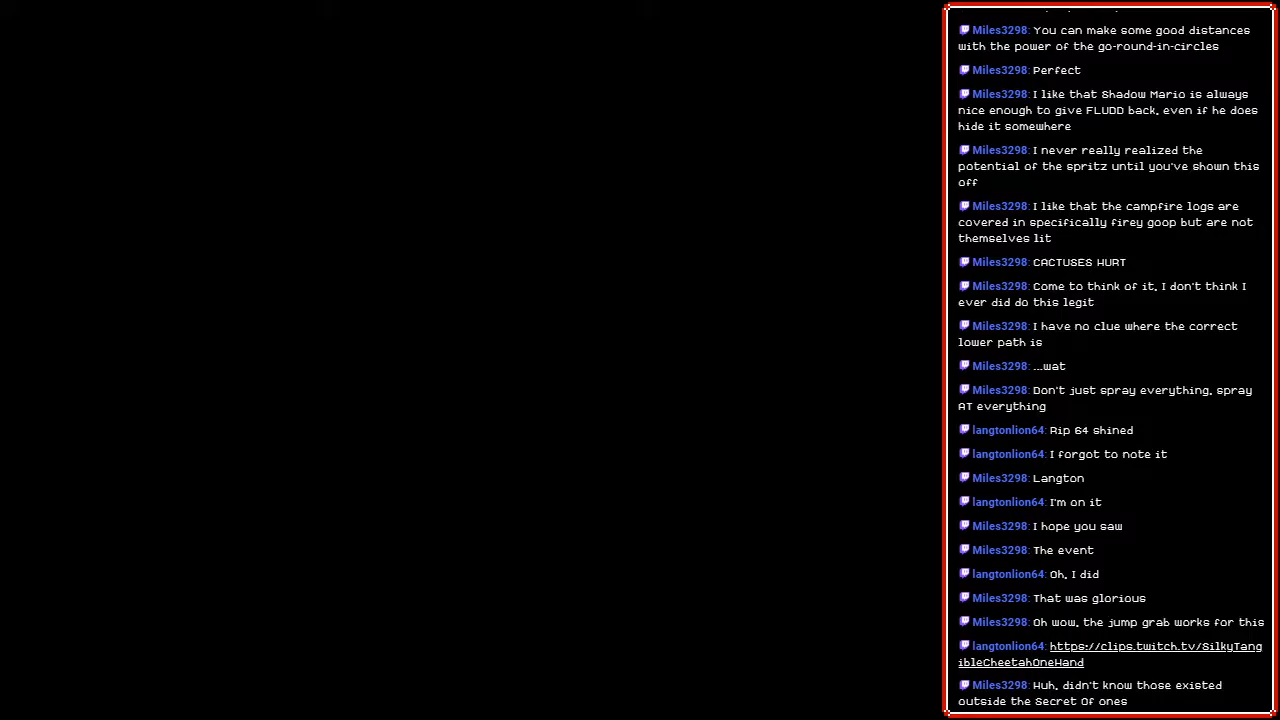 Miles3298: You can make some good distances
with the power of the go-round-in-circles
Miles3298: Perfect
Miles3298: I like that Shadow Mario is always
nice enough to give FLUDD back, even if he does
hide it somewhere
Miles3298: I never really realized the
potential of the spritz until you've shown this
off
Miles3298: I like that the campfire logs are
covered in specifically firey goop but are not
themselves lit
Miles3298: CACTUSES HURT
Miles3298: Come to think of it, I don't think I
ever did do this legit
Miles3298: I have no clue where the correct
lower path is
Miles3298: ...wat
Miles3298: Don't just spray everything, spray
AT everything
langtonlion64: Rip 64 shined
langtonlion64: I forgot to note it
Miles3298: Langton
langtonlion64: I'm on it
Miles3298: I hope you saw
Miles3298: The event
langtonlion64: Oh, I did
Miles3298: That was glorious
Miles3298: Oh wow, the jump grab works for this
langtonlion64: https://clips.twitch.tv/SilkyTang
ibleCheetahOneHand
Miles3298: Huh, didn't know those existed
outside the Secret Of ones